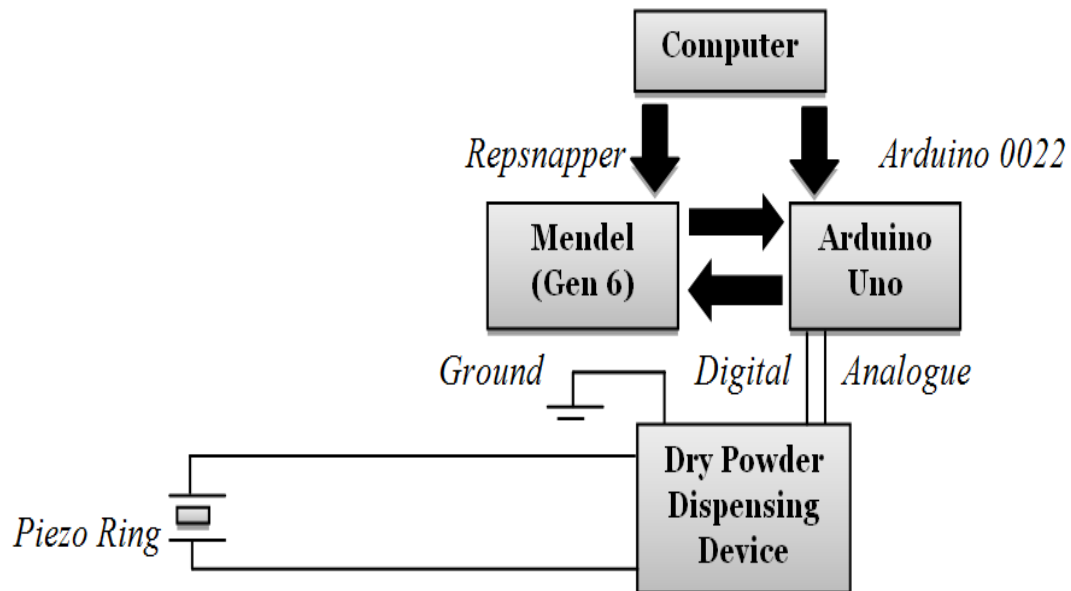 Computer
Repsnapper
Arduino 0022
Mendel
(Gen 6)
Arduino
Uno
Ground
Digital
Analogue
Dry Powder
Dispensing
Device
Piezo Ring